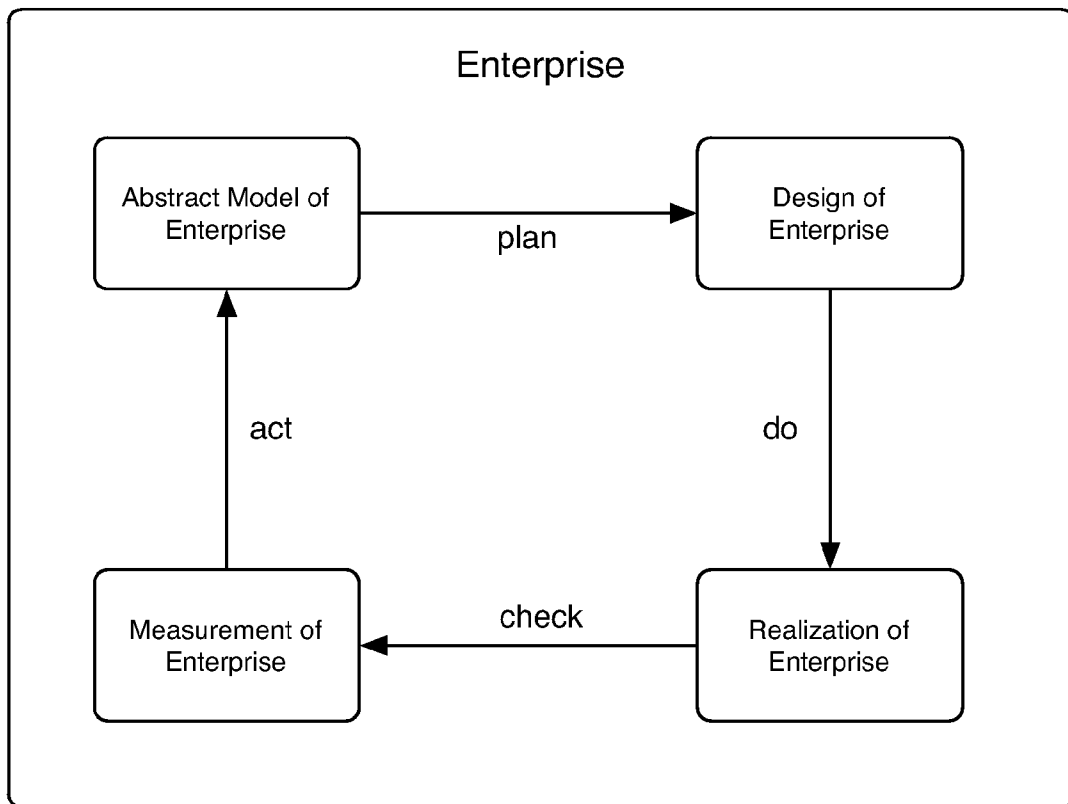 Enterprise
Abstract Model of
Enterprise
plan
Design of
Enterprise
act
do
Measurement of
Enterprise
check
Realization of
Enterprise